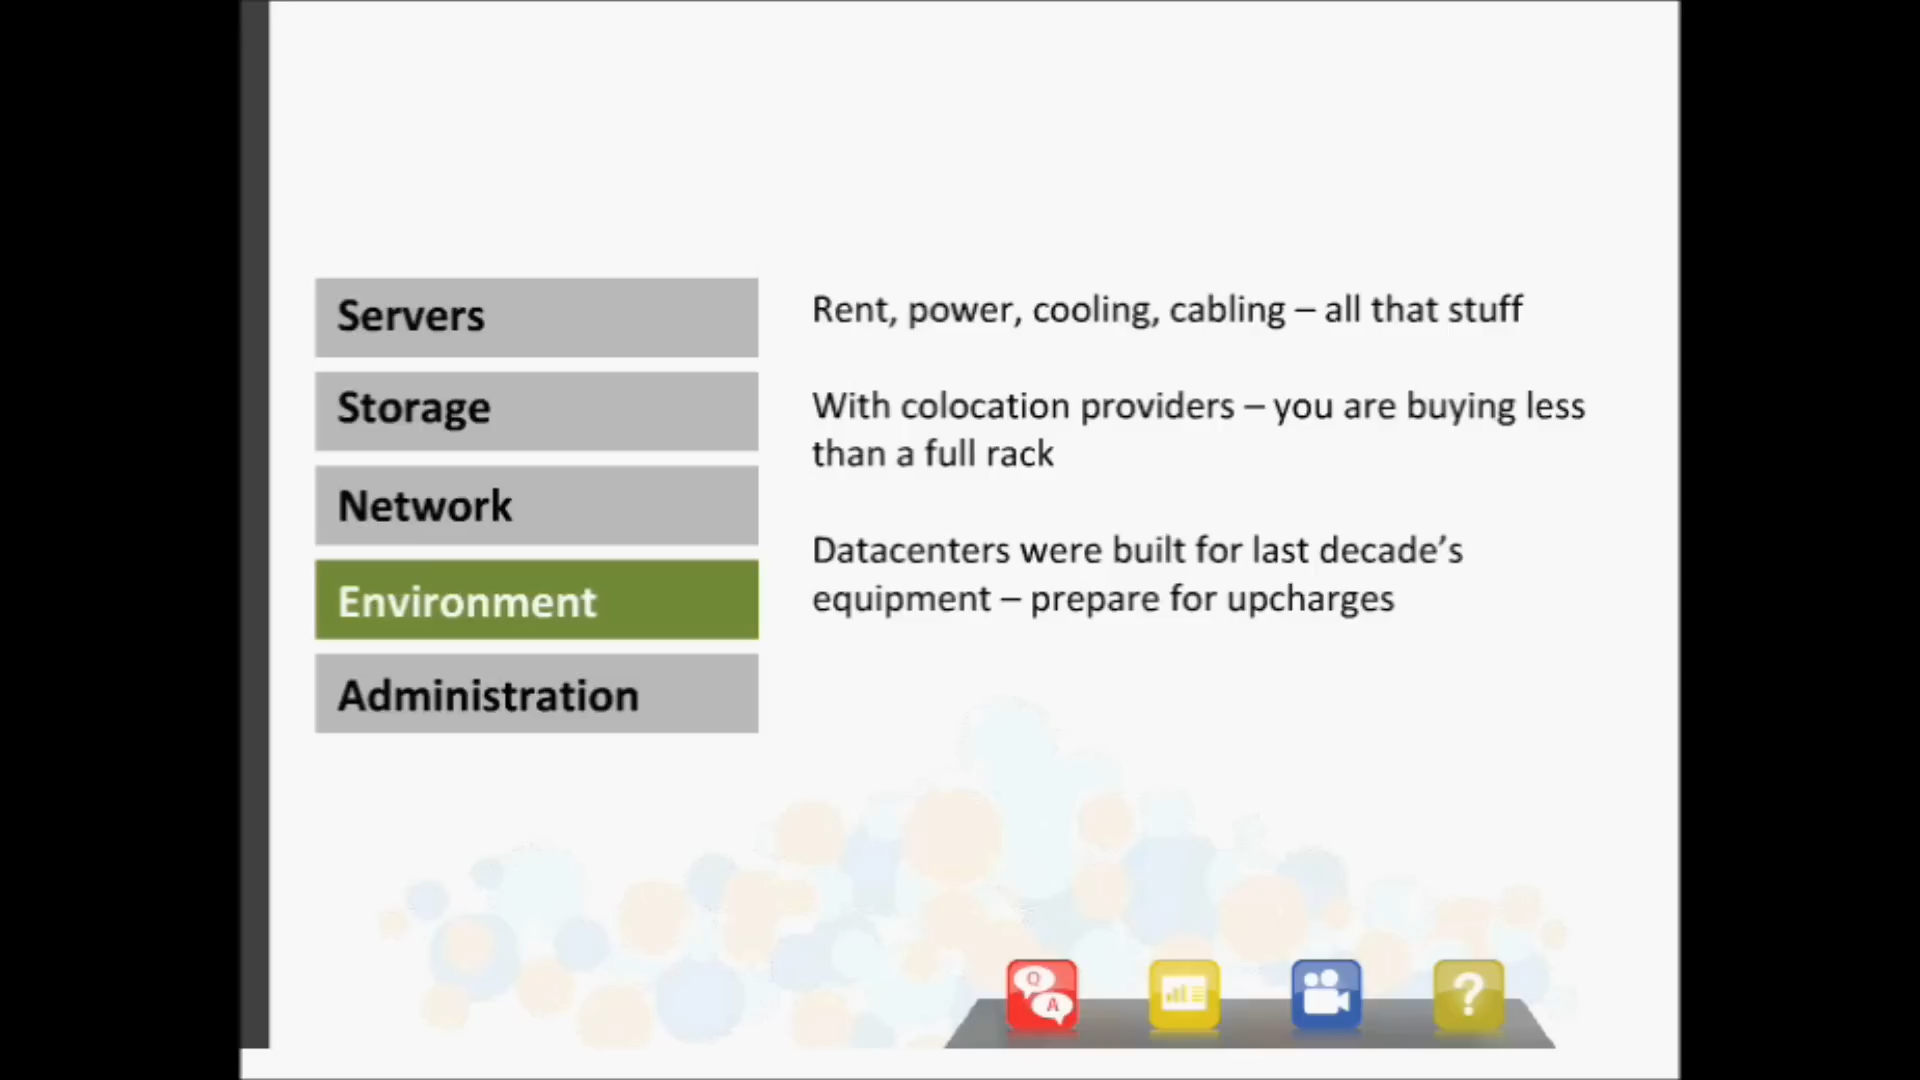 Servers
Storage
Network
Environment
Administration
Rent, power, cooling, cabling – all that stuff
With colocation providers – you are buying less
than a full rack
Datacenters were built for last decade’s
equipment – prepare for upcharges
Q
A
?